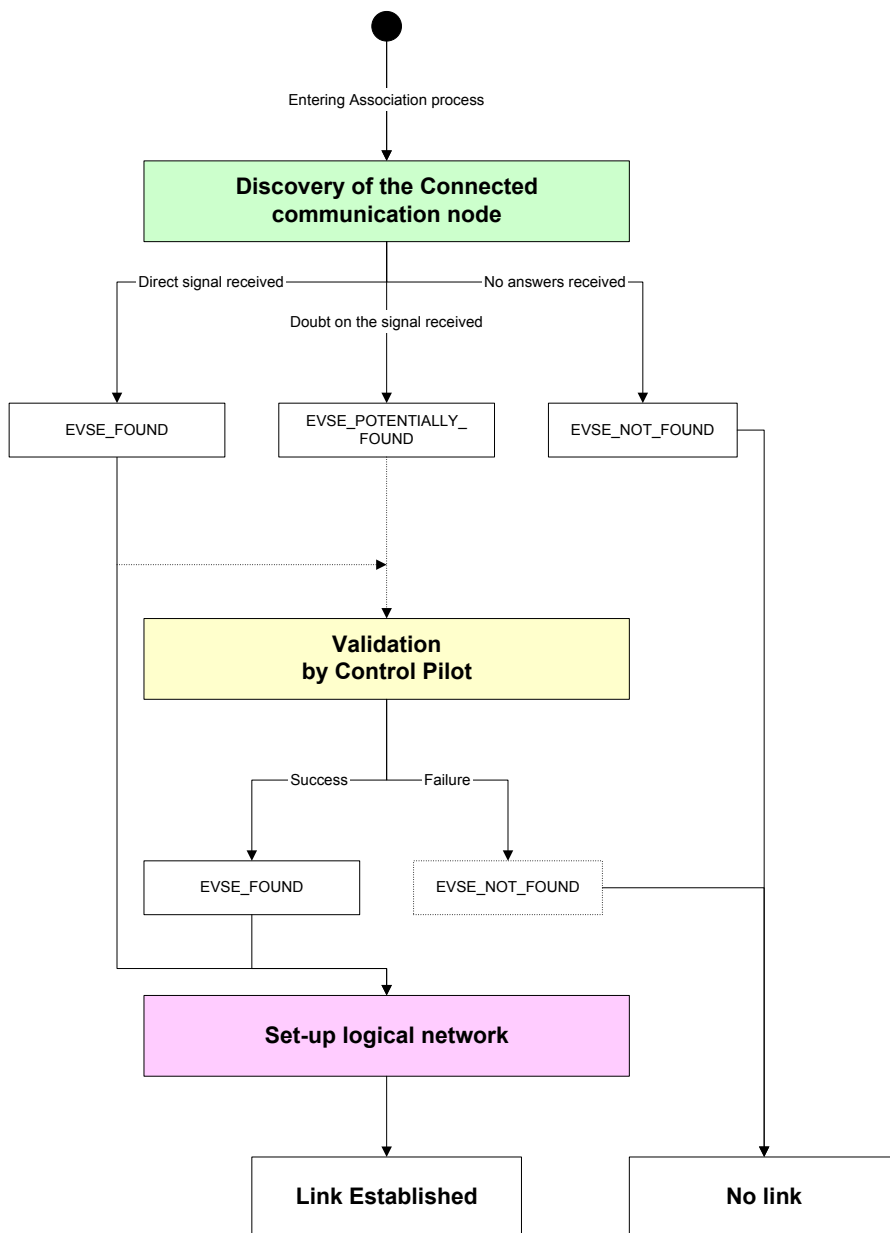 Entering Association process
Discovery of the Connected
communication node
Direct signal received
No answers received
Doubt on the signal received
EVSE_FOUND
EVSE_POTENTIALLY_
FOUND
EVSE_NOT_FOUND
Validation
by Control Pilot
Success
Failure
EVSE_FOUND
EVSE_NOT_FOUND
Set-up logical network
Link Established
No link